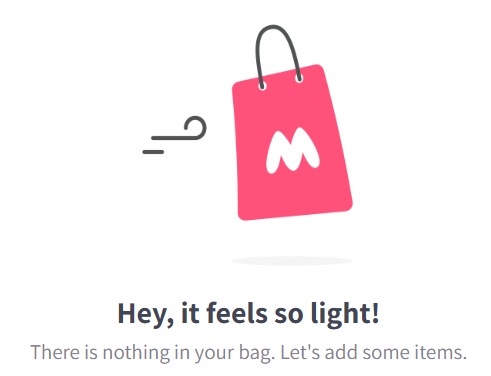 M
Hey, it feels so light!
There is nothing in your bag. Let's add some items.